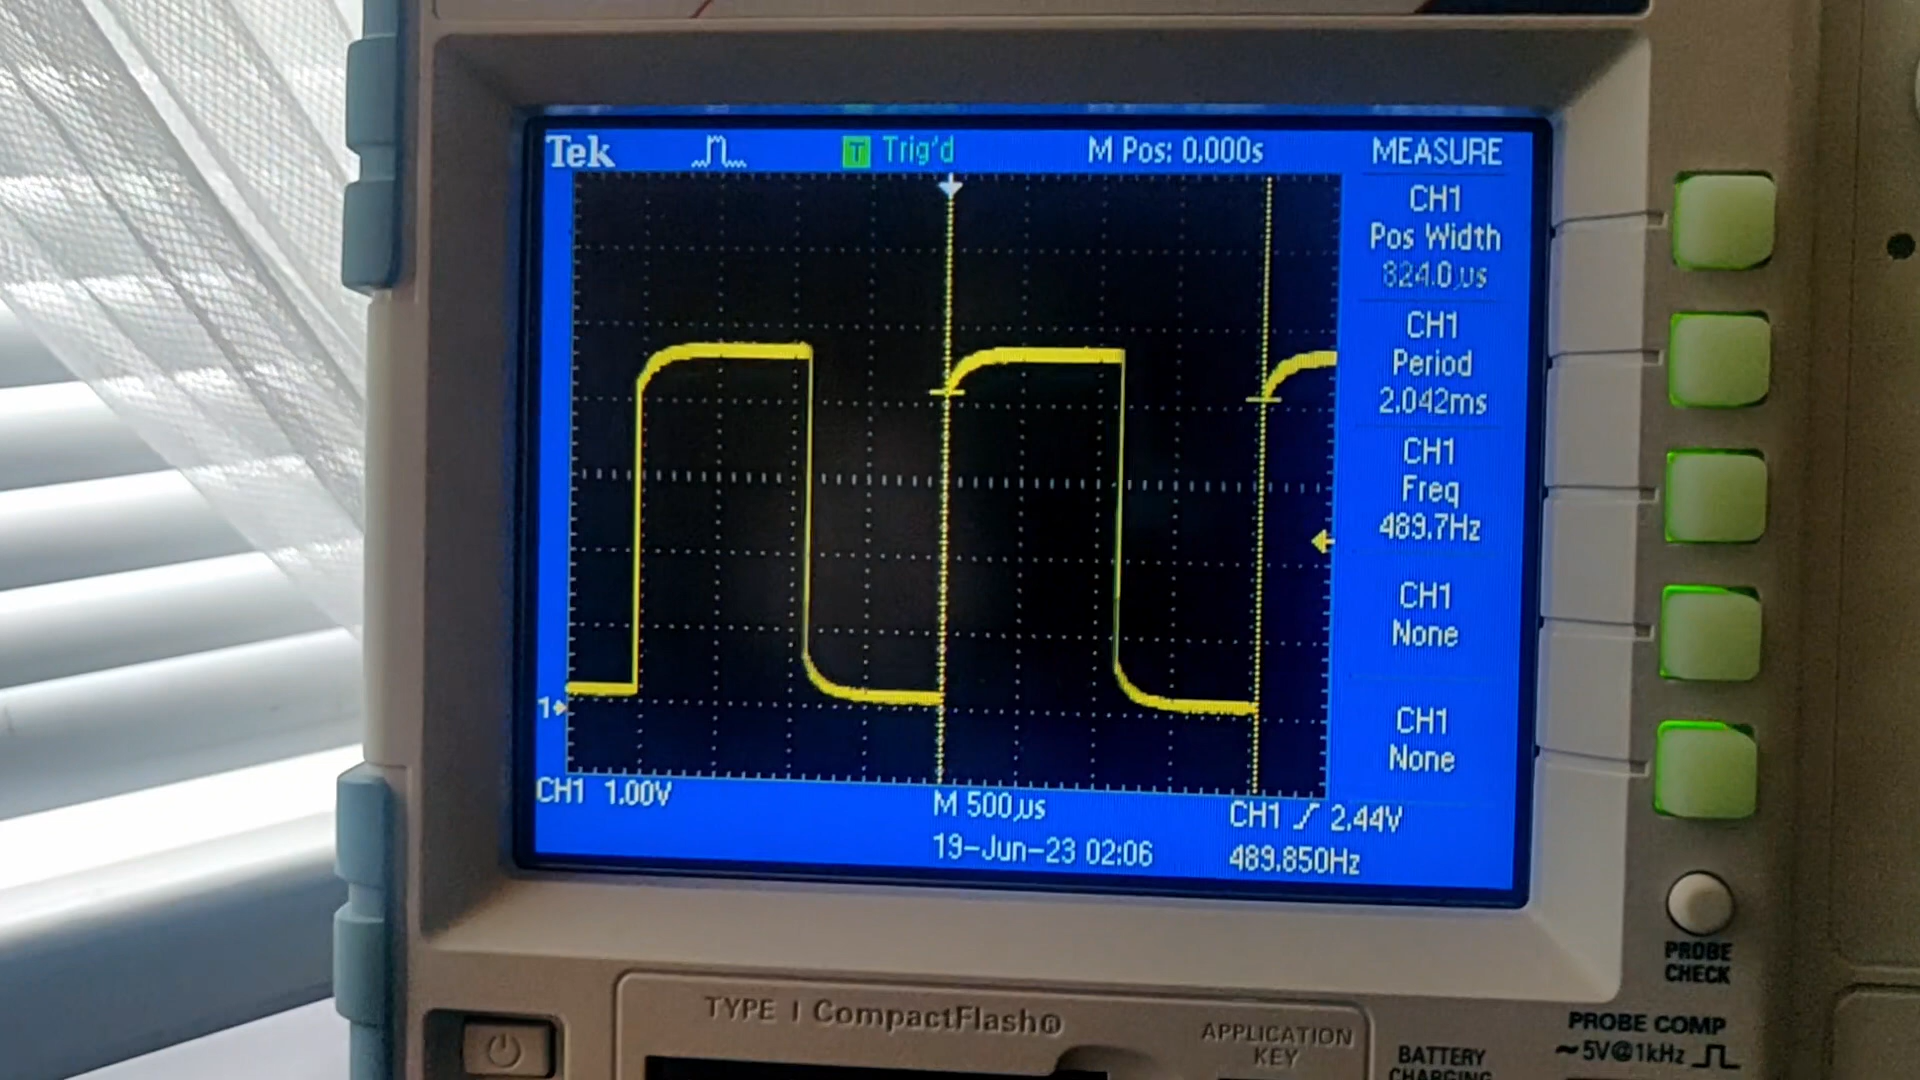 Tek T Trig'd M Pos: 0.000s MEASURE
CH1
Pos Width
824.0µs
CH1
Period
2.042ms
CH1
Freq
489.7Hz
CH1
None
CH1
None
1
CH1 1.00V M 500µs CH1 2.44V
19-Jun-23 02:06 489.850Hz
PROBE
CHECK
TYPE I CompactFlash®
APPLICATION
KEY
PROBE COMP
~5V@1kHz
BATTERY
CHARGING